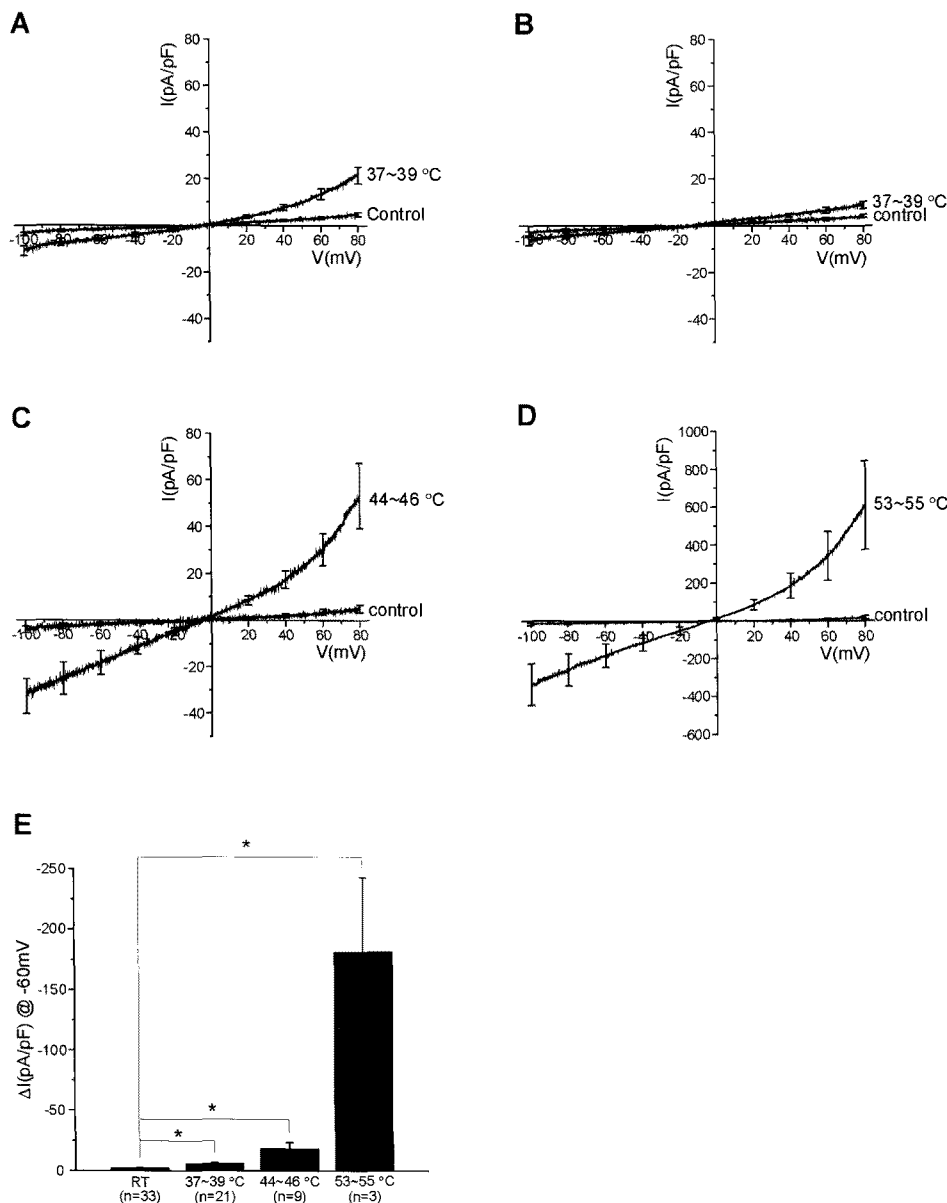 A
I(pA/pF)
80
60
40
20
-20
-40
-100 -80 -60 -40 -20 20 40 60 80
V(mV)
37~39 °C
Control
B
I(pA/pF)
80
60
40
20
-20
-40
-100 -80 -60 -40 -20 20 40 60 80
V(mV)
37~39 °C
control
C
I(pA/pF)
80
60
40
20
-20
-40
-100 -80 -60 -40 -20 20 40 60 80
V(mV)
44~46 °C
control
D
I(pA/pF)
1000
800
600
400
200
-200
-400
-600
-100 -80 -60 -40 -20 20 40 60 80
V(mV)
53~55 °C
control
E
ΔI(pA/pF) @ -60mV
-250
-200
-150
-100
-50
0
*
*
*
RT 37~39 °C 44~46 °C 53~55 °C
(n=33) (n=21) (n=9) (n=3)